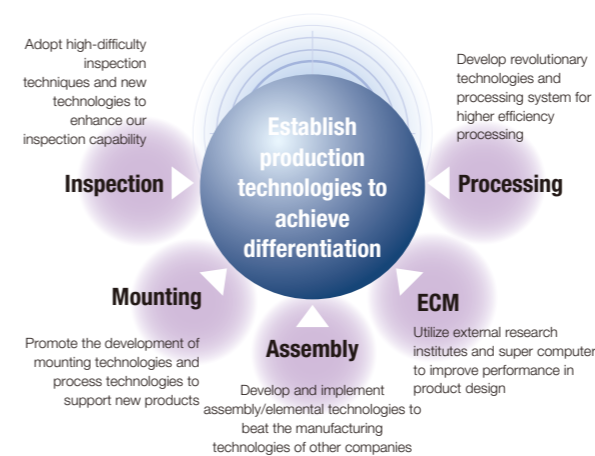 Adopt high-difficulty
inspection
techniques and new
technologies to
enhance our
inspection capability
Inspection
Establish
production
technologies to
achieve
differentiation
Develop revolutionary
technologies and
processing system for
higher efficiency
processing
Processing
Mounting
Promote the development of
mounting technologies and
process technologies to
support new products
Assembly
Develop and implement
assembly/elemental technologies to
beat the manufacturing
technologies of other companies
ECM
Utilize external research
institutes and super computer
to improve performance in
product design